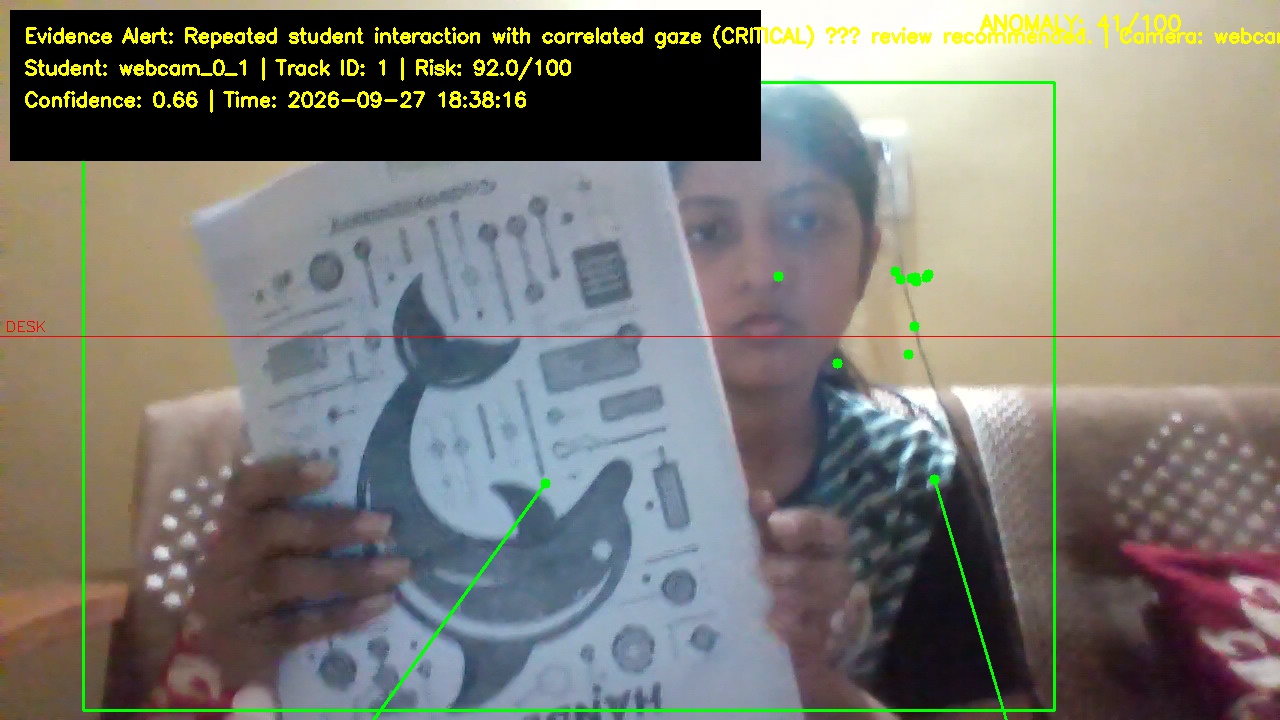 ANOMALY: 41/100
Evidence Alert: Repeated student interaction with correlated gaze (CRITICAL) ??? review recommended. | Camera: webca
Student: webcam_0_1 | Track ID: 1 | Risk: 92.0/100
Confidence: 0.66 | Time: 2026-09-27 18:38:16
DESK